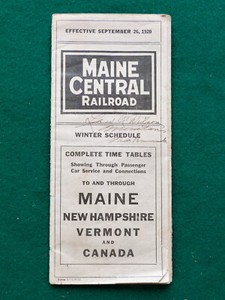 EFFECTIVE SEPTEMBER 26, 1920
MAINE
CENTRAL
RAILROAD
WINTER SCHEDULE
COMPLETE TIME TABLES
Showing Through Passenger
Car Service and Connections
TO AND THROUGH
MAINE
NEW HAMPSHIRE
VERMONT
AND
CANADA